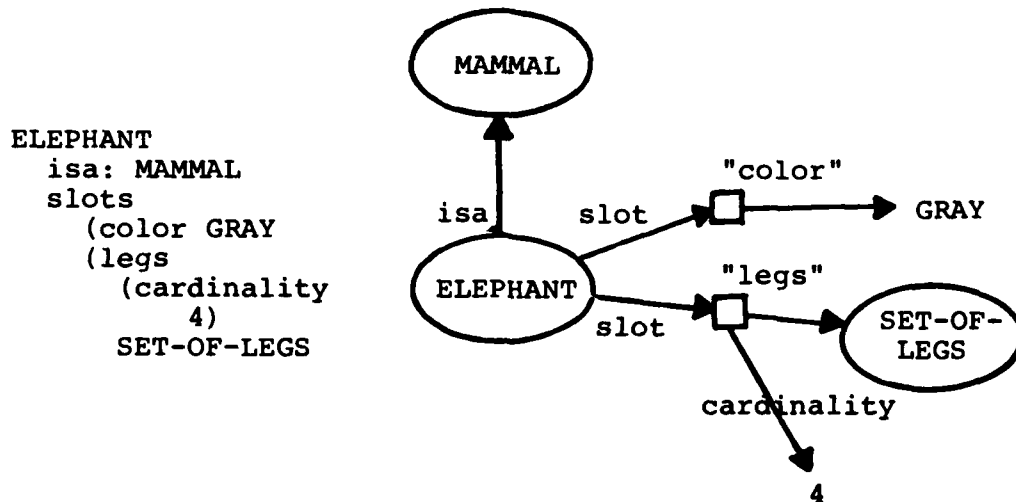 MAMMAL
ELEPHANT
isa: MAMMAL
slots
(color GRAY
(legs
(cardinality
4)
SET-OF-LEGS
isa
slot
"color"
GRAY
ELEPHANT
slot
"legs"
SET-OF-
LEGS
cardinality
4